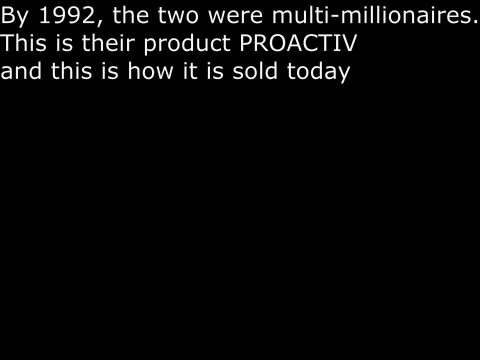 By 1992, the two were multi-millionaires.
This is their product PROACTIV
and this is how it is sold today